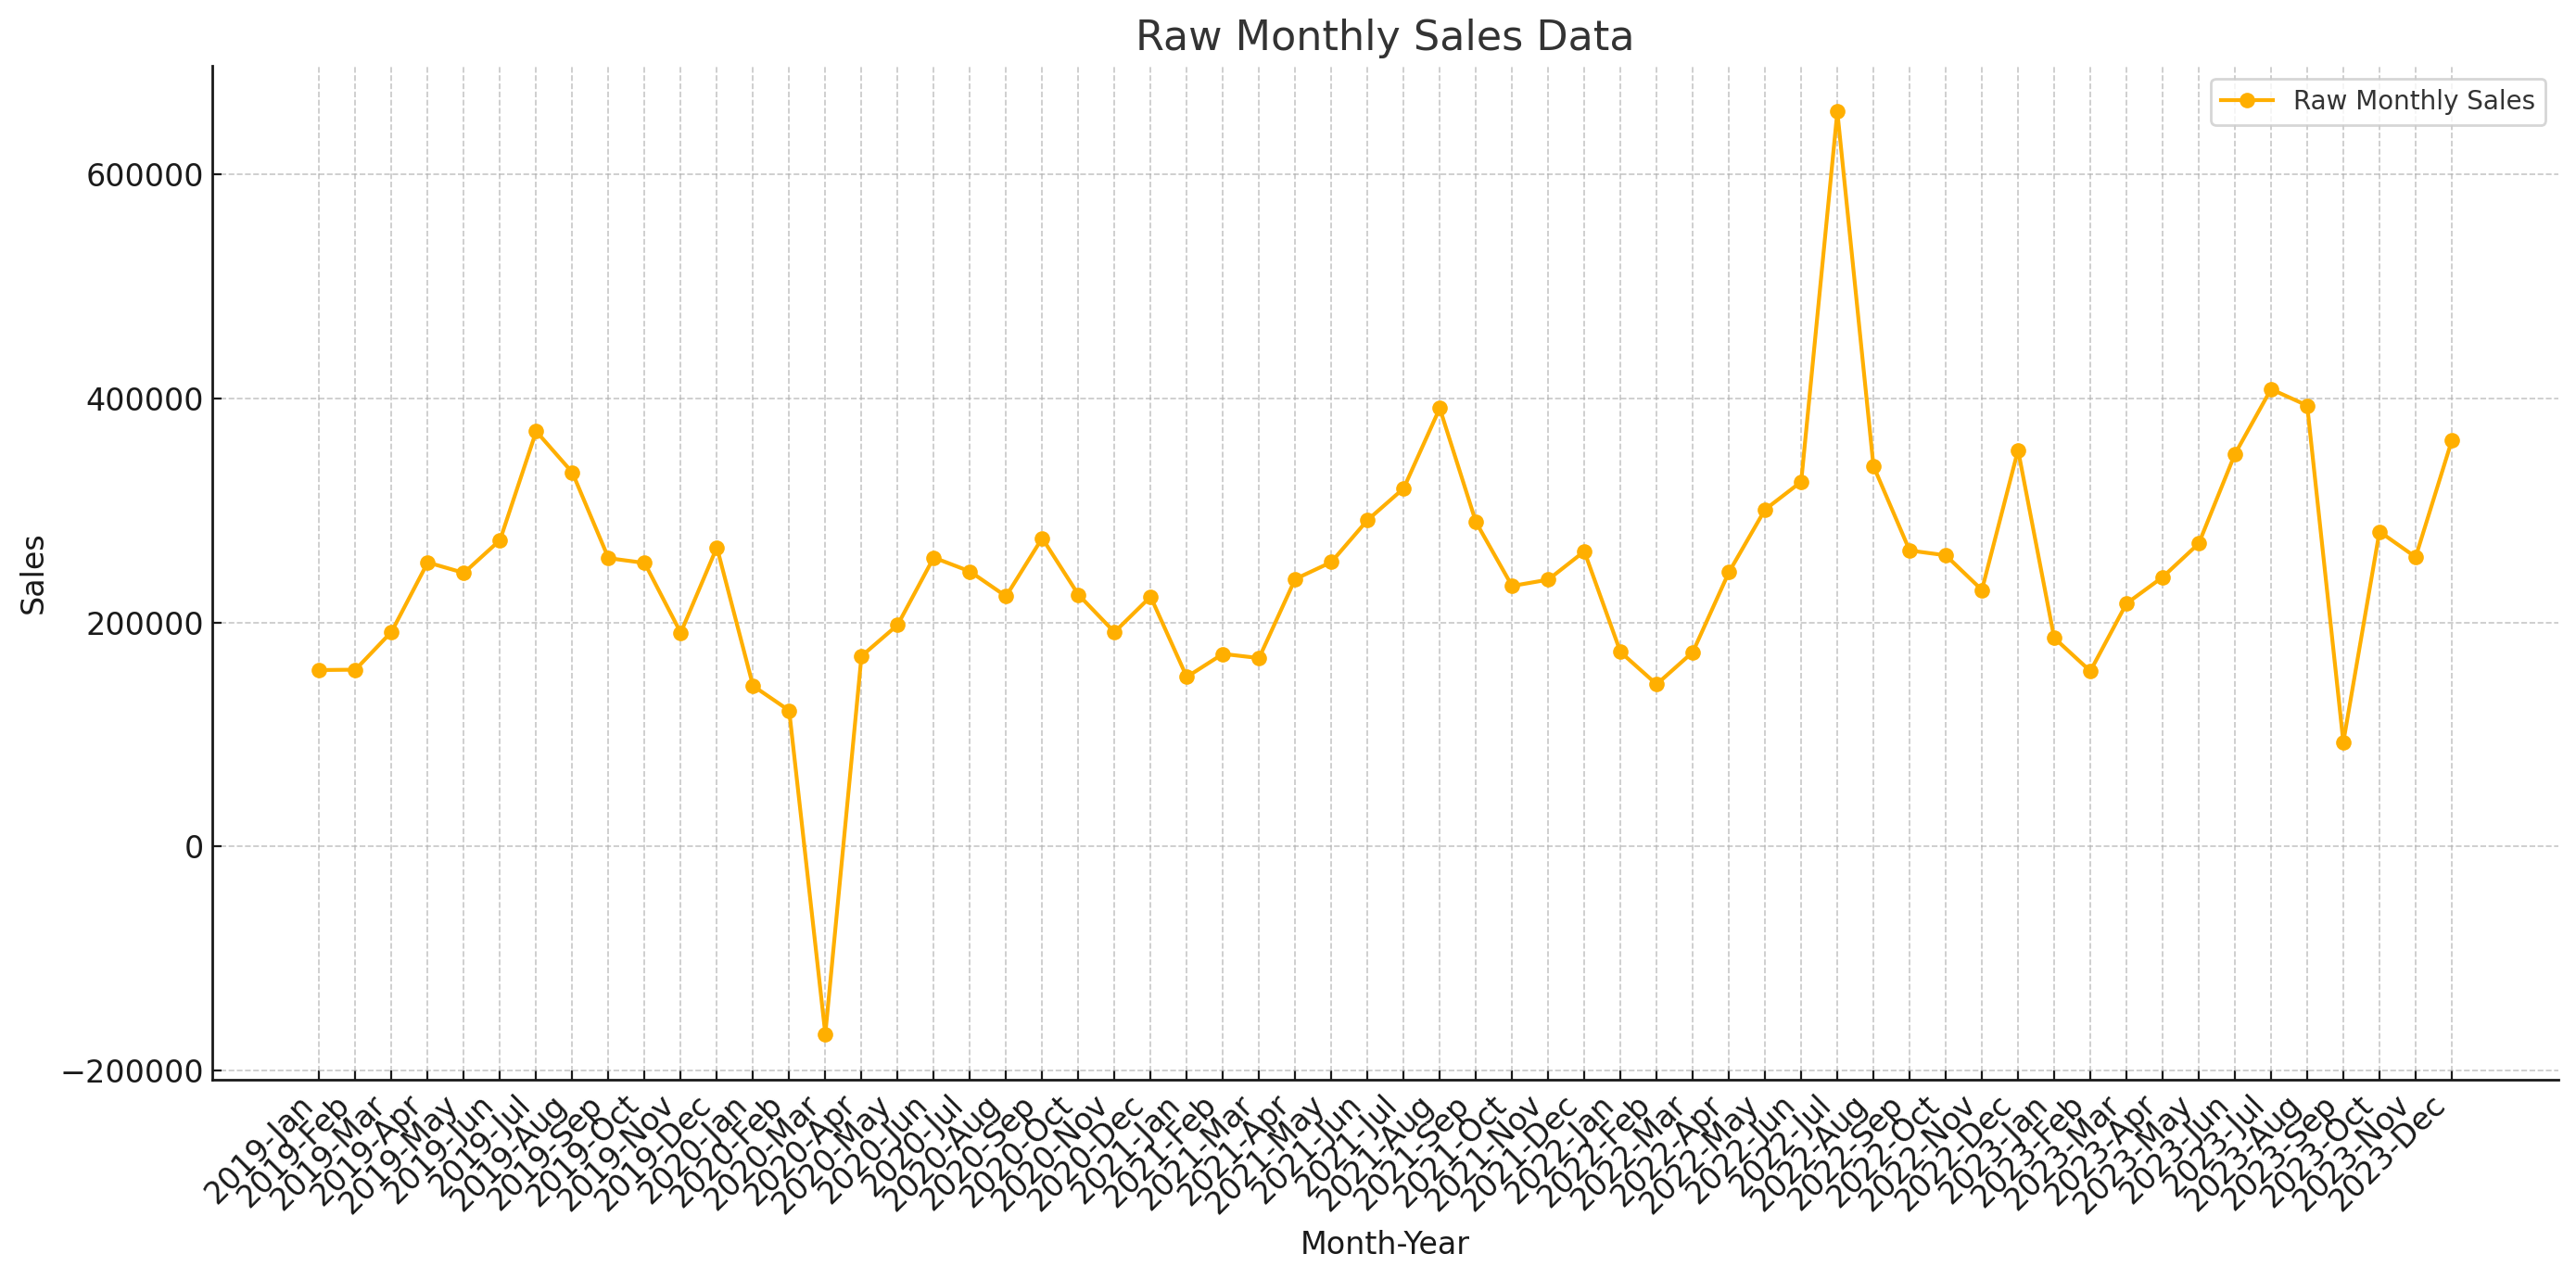 Raw Monthly Sales Data
Raw Monthly Sales
600000
400000
200000
0
−200000
Sales
2019-Jan
2019-Feb
2019-Mar
2019-Apr
2019-May
2019-Jun
2019-Jul
2019-Aug
2019-Sep
2019-Oct
2019-Nov
2019-Dec
2020-Jan
2020-Feb
2020-Mar
2020-Apr
2020-May
2020-Jun
2020-Jul
2020-Aug
2020-Sep
2020-Oct
2020-Nov
2020-Dec
2021-Jan
2021-Feb
2021-Mar
2021-Apr
2021-May
2021-Jun
2021-Jul
2021-Aug
2021-Sep
2021-Oct
2021-Nov
2021-Dec
2022-Jan
2022-Feb
2022-Mar
2022-Apr
2022-May
2022-Jun
2022-Jul
2022-Aug
2022-Sep
2022-Oct
2022-Nov
2022-Dec
2023-Jan
2023-Feb
2023-Mar
2023-Apr
2023-May
2023-Jun
2023-Jul
2023-Aug
2023-Sep
2023-Oct
2023-Nov
2023-Dec
Month-Year